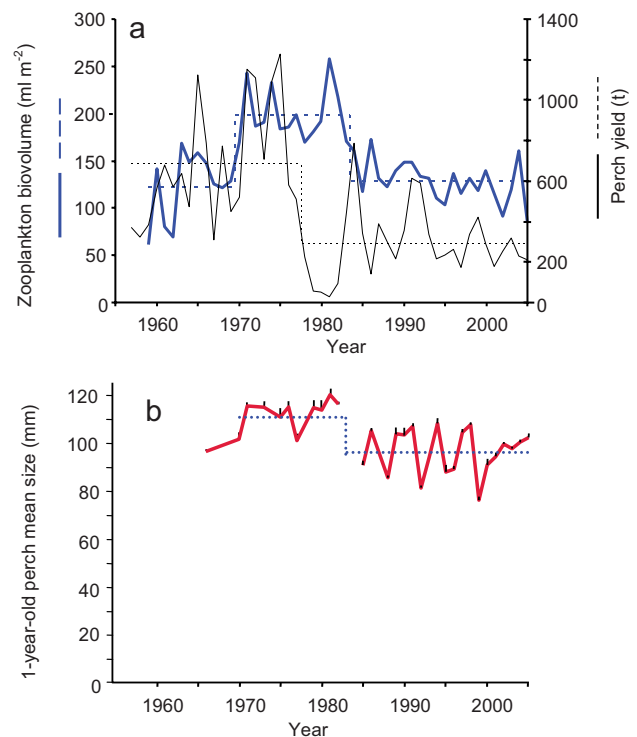 a
Zooplankton biovolume (ml m⁻²)
300
250
200
150
100
50
0
1400
1000
600
200
0
Perch yield (t)
1960 1970 1980 1990 2000
Year
b
1-year-old perch mean size (mm)
120
100
80
60
40
20
0
1960 1970 1980 1990 2000
Year